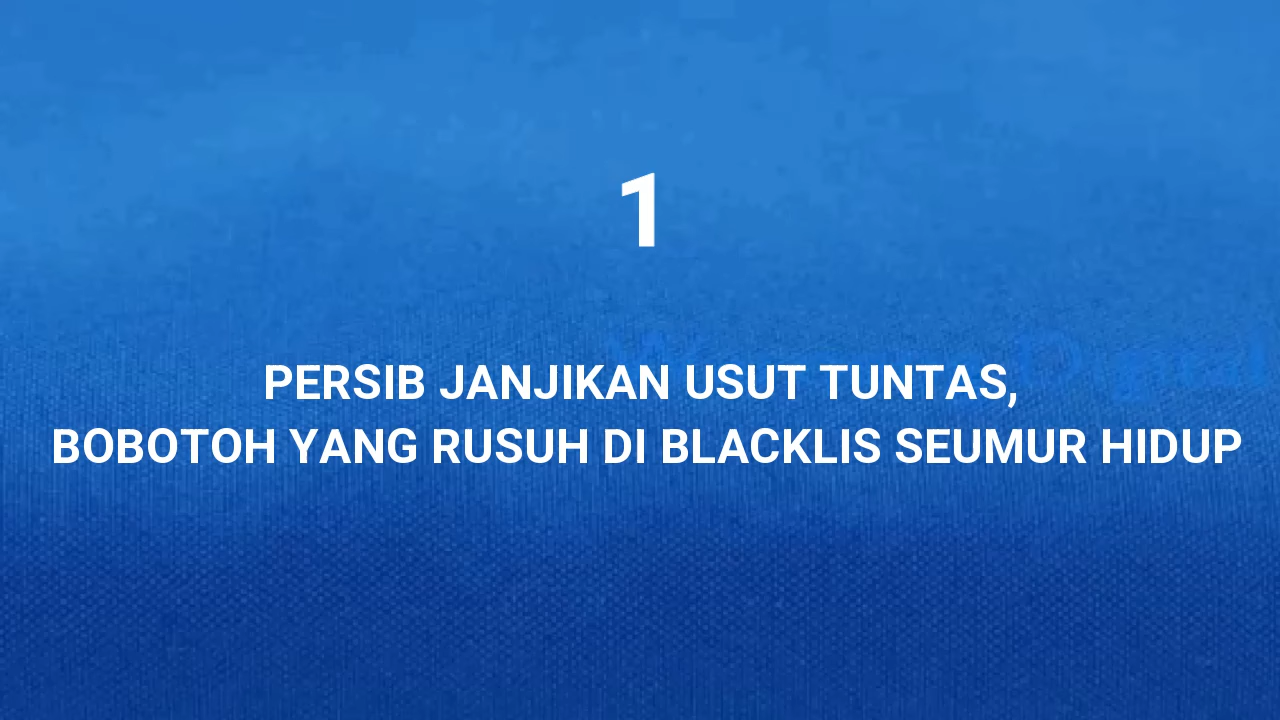 1
PERSIB JANJIKAN USUT TUNTAS,
BOBOTOH YANG RUSUH DI BLACKLIS SEUMUR HIDUP